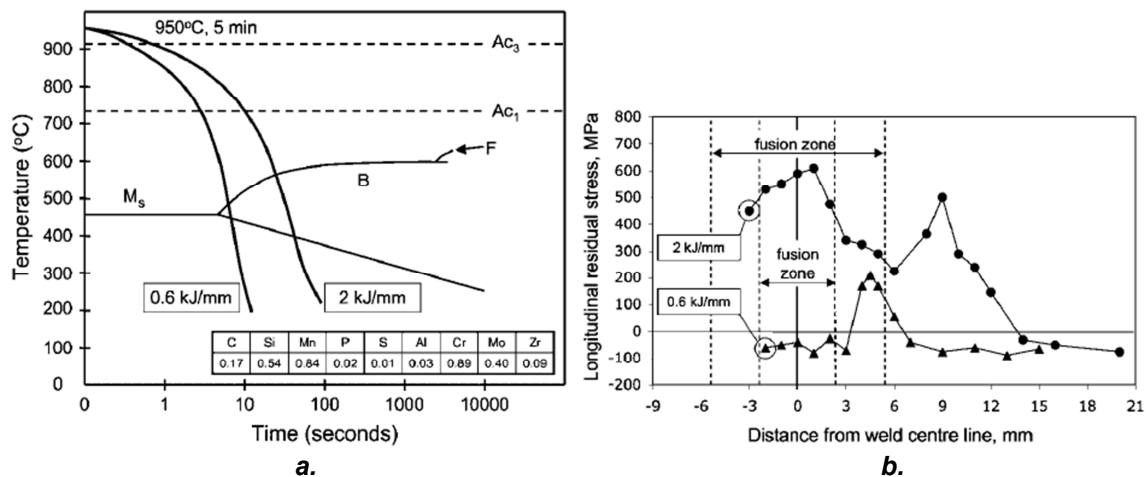 950°C, 5 min
Ac3
Ac1
F
B
Ms
0.6 kJ/mm
2 kJ/mm
C Si Mn P S Al Cr Mo Zr
0.17 0.54 0.84 0.02 0.01 0.03 0.89 0.40 0.09
Temperature (°C)
900
800
700
600
500
400
300
200
100
0
0 1 10 100 1000 10000
Time (seconds)
a.
Longitudinal residual stress, MPa
800
700
600
500
400
300
200
100
0
-100
-200
fusion zone
2 kJ/mm
fusion
zone
0.6 kJ/mm
-9 -6 -3 0 3 6 9 12 15 18 21
Distance from weld centre line, mm
b.